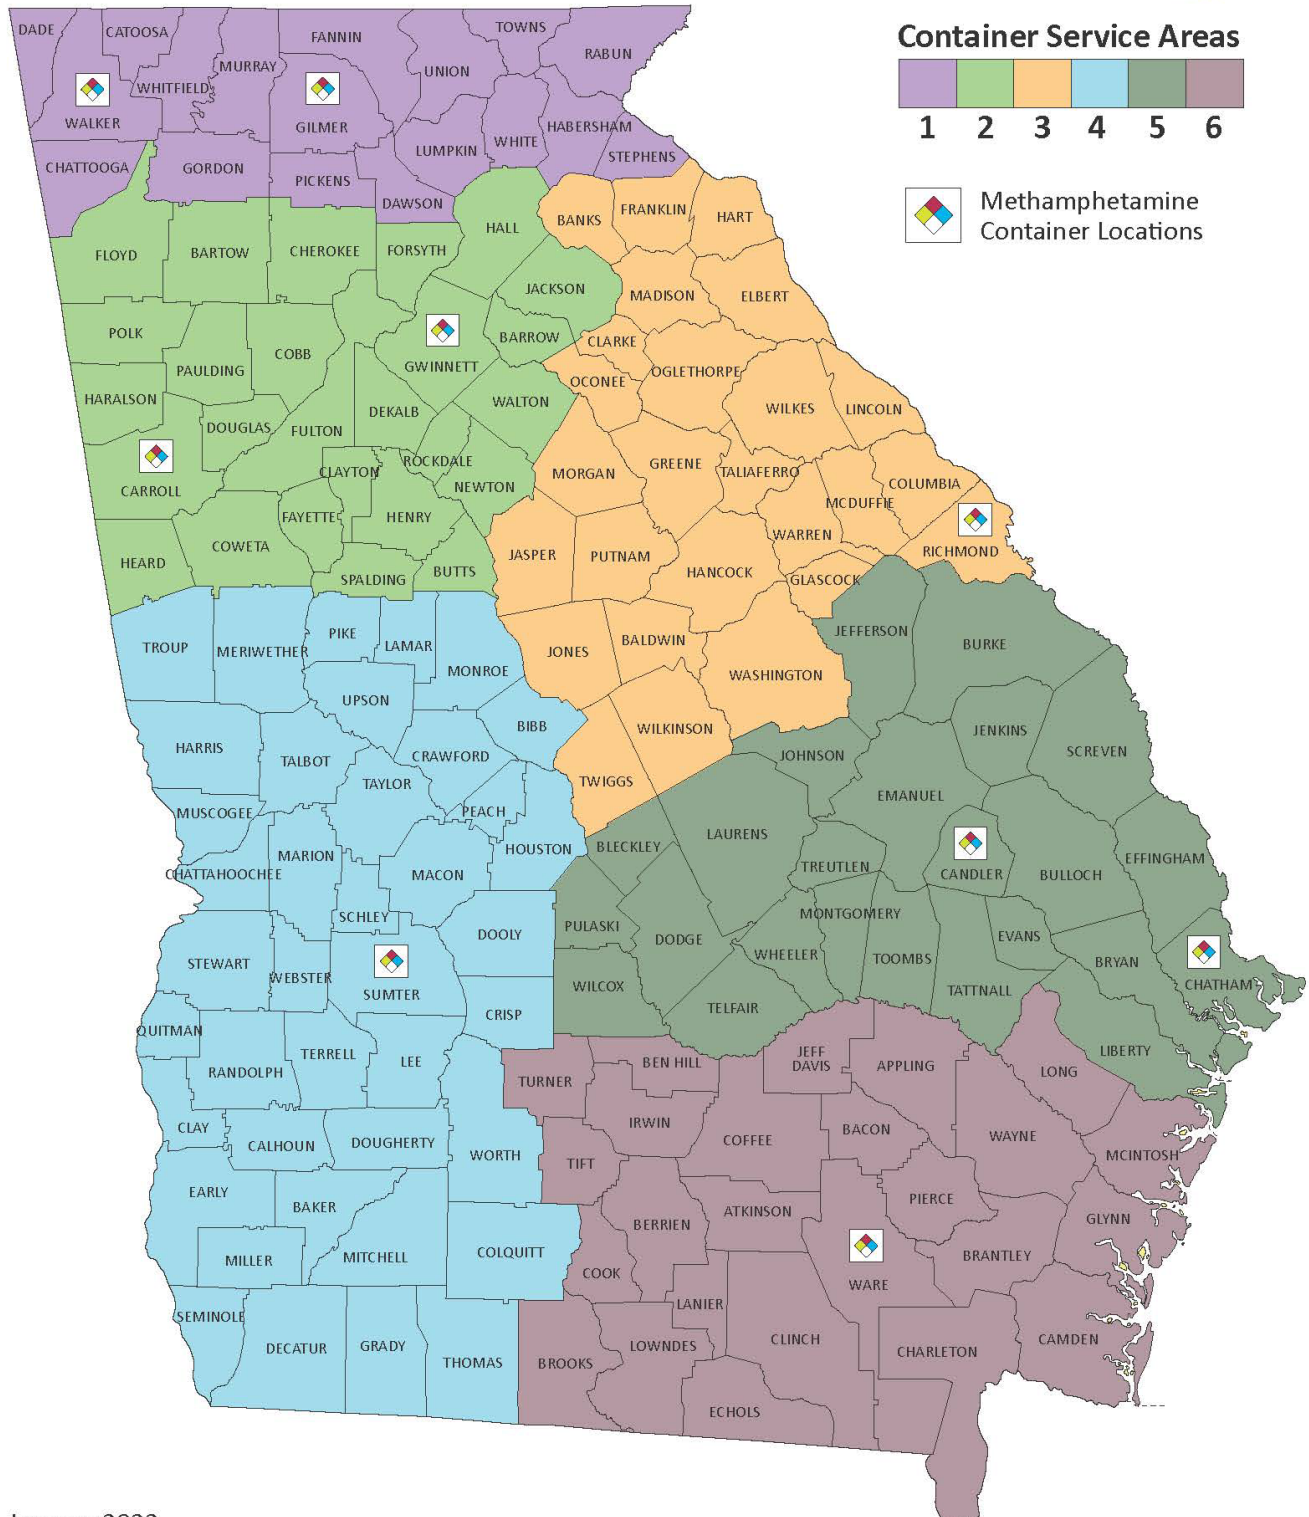 Container Service Areas
1 2 3 4 5 6
Methamphetamine
Container Locations
DADE
CATOOSA
FANNIN
TOWNS
RABUN
MURRAY
UNION
WHITFIELD
WALKER
GILMER
HABERSHAM
WHITE
LUMPKIN
STEPHENS
CHATTOOGA
GORDON
PICKENS
DAWSON
BANKS
FRANKLIN
HART
HALL
FLOYD
BARTOW
CHEROKEE
FORSYTH
JACKSON
MADISON
ELBERT
POLK
BARROW
CLARKE
COBB
GWINNETT
PAULDING
OCONEE
OGLETHORPE
HARALSON
WALTON
DEKALB
WILKES
LINCOLN
DOUGLAS
FULTON
CLAYTON
ROCKDALE
MORGAN
GREENE
TALIAFERRO
COLUMBIA
CARROLL
NEWTON
MCDUFFIE
FAYETTE
HENRY
WARREN
RICHMOND
COWETA
JASPER
PUTNAM
HEARD
SPALDING
BUTTS
HANCOCK
GLASCOCK
TROUP
MERIWETHER
PIKE
LAMAR
JONES
BALDWIN
JEFFERSON
BURKE
MONROE
WASHINGTON
UPSON
BIBB
WILKINSON
JENKINS
HARRIS
TALBOT
CRAWFORD
JOHNSON
SCREVEN
TAYLOR
TWIGGS
EMANUEL
MUSCOGEE
PEACH
LAURENS
MARION
HOUSTON
BLECKLEY
EFFINGHAM
CHATTAHOOCHEE
MACON
TREUTLEN
CANDLER
BULLOCH
SCHLEY
MONTGOMERY
DOOLY
PULASKI
DODGE
EVANS
STEWART
WEBSTER
WHEELER
TOOMBS
BRYAN
SUMTER
WILCOX
TATTNALL
CHATHAM
CRISP
TELFAIR
QUITMAN
TERRELL
LEE
BEN HILL
JEFF
DAVIS
APPLING
LIBERTY
RANDOLPH
TURNER
LONG
CLAY
CALHOUN
DOUGHERTY
IRWIN
COFFEE
BACON
WAYNE
WORTH
TIFT
MCINTOSH
EARLY
BAKER
PIERCE
BERRIEN
ATKINSON
GLYNN
MILLER
MITCHELL
COLQUITT
COOK
WARE
BRANTLEY
SEMINOLE
LANIER
DECATUR
GRADY
THOMAS
BROOKS
LOWNDES
CLINCH
CHARLTON
CAMDEN
ECHOLS